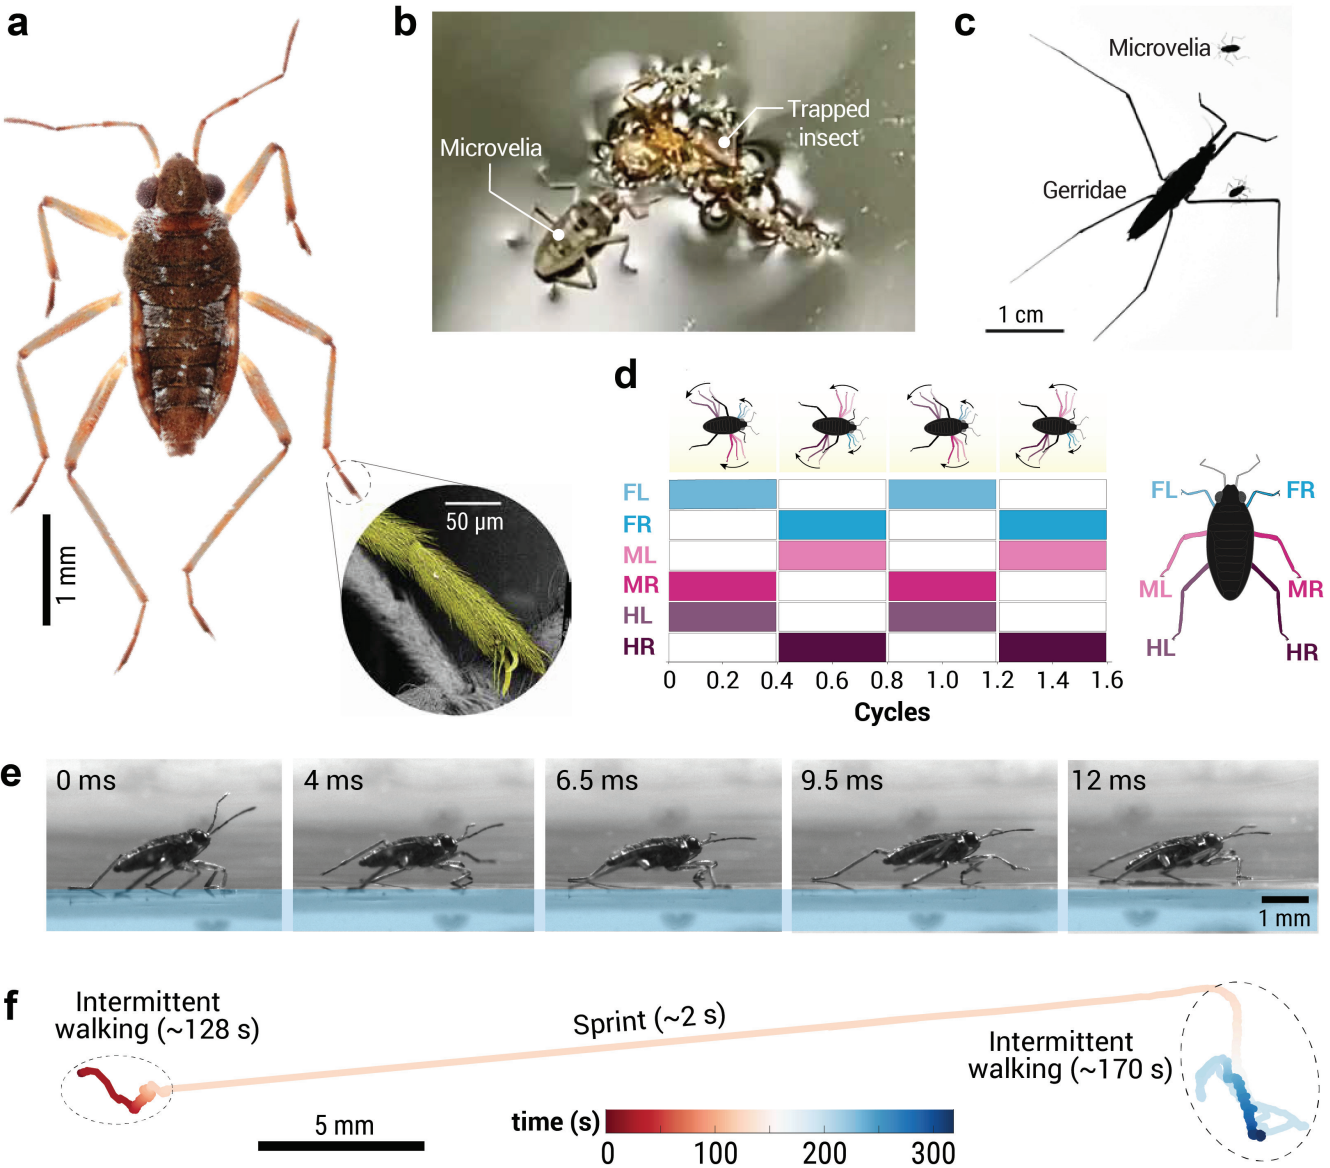 a
1 mm
50 µm
b
Microvelia
Trapped
insect
c
Microvelia
Gerridae
1 cm
d
FL
FR
ML
MR
HL
HR
0 0.2 0.4 0.6 0.8 1.0 1.2 1.4 1.6
Cycles
FL FR
ML MR
HL HR
e
0 ms 4 ms 6.5 ms 9.5 ms 12 ms
1 mm
f
Intermittent
walking (~128 s)
Sprint (~2 s)
Intermittent
walking (~170 s)
5 mm
time (s)
0 100 200 300